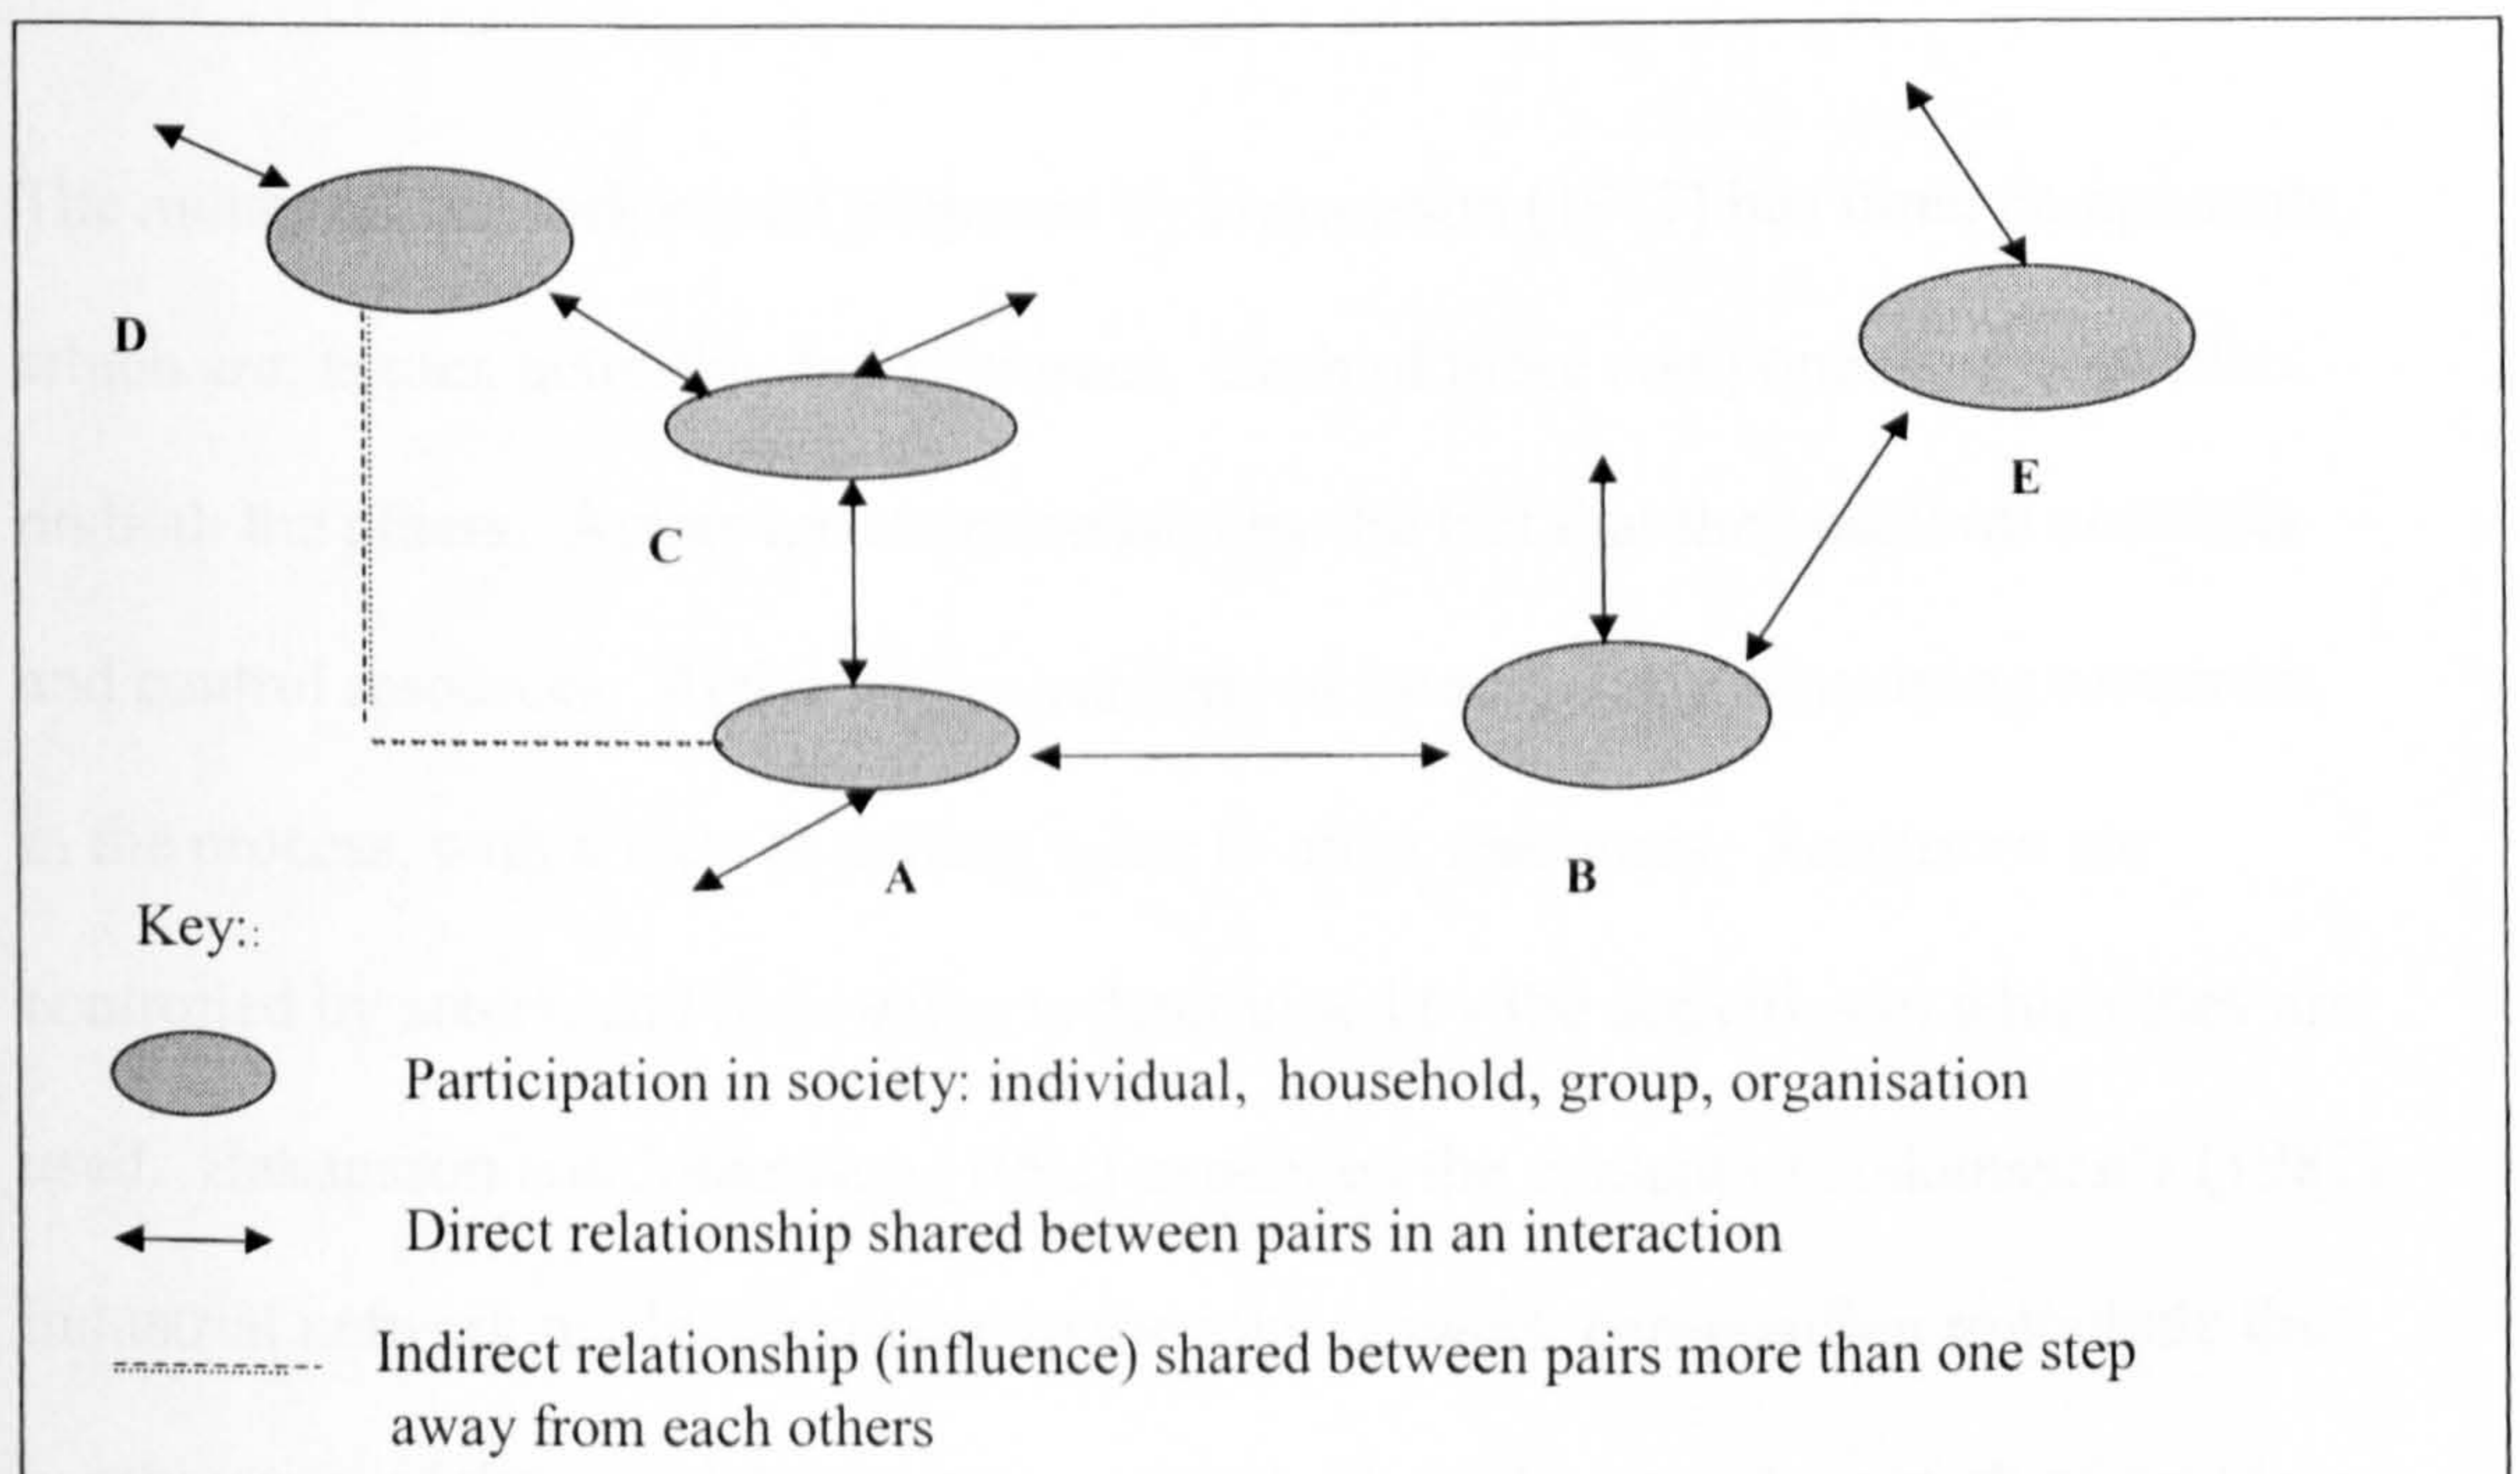 D
E
C
A
B
Key::
Participation in society: individual, household, group, organisation
Direct relationship shared between pairs in an interaction
Indirect relationship (influence) shared between pairs more than one step
away from each others